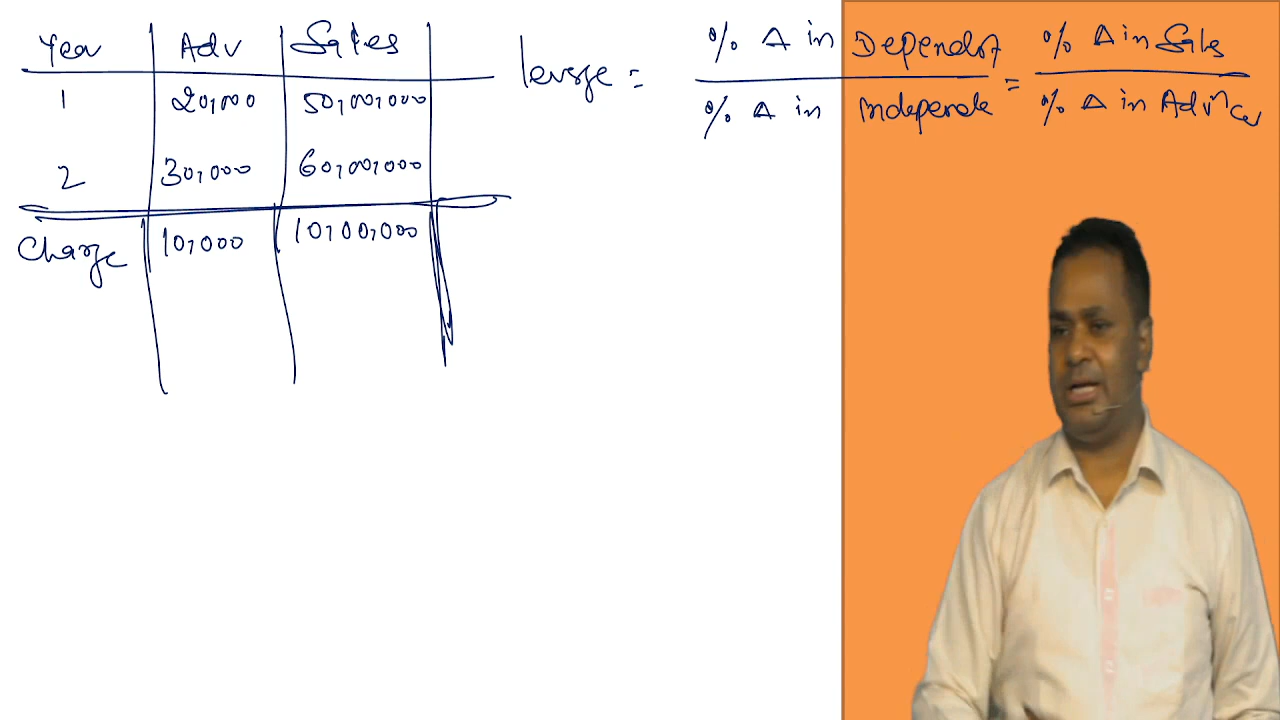 Year Adv Sales
1 20,000 50,00,000
2 30,000 60,00,000
Change 10,000 10,00,000
leverage = % Δ in Dependent / % Δ in Independent = % Δ in Sales / % Δ in Adv